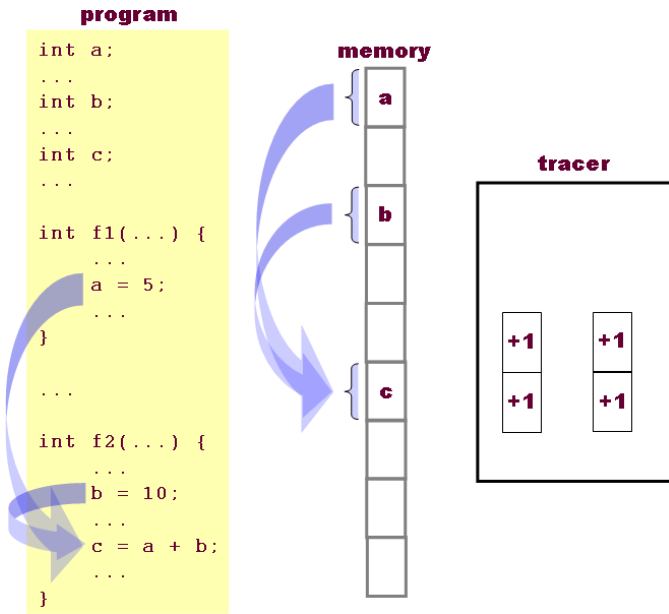 program
int a;
...
int b;
...
int c;
...
int f1(...) {
...
a = 5;
...
}
...
int f2(...) {
...
b = 10;
...
c = a + b;
...
}
memory
a
b
c
tracer
+1 +1
+1 +1